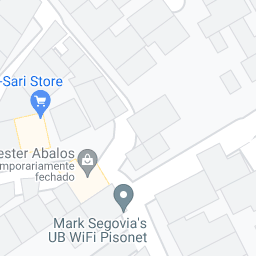 -Sari Store
ester Abalos
emporariamente
fechado
Mark Segovia's
UB WiFi Pisonet